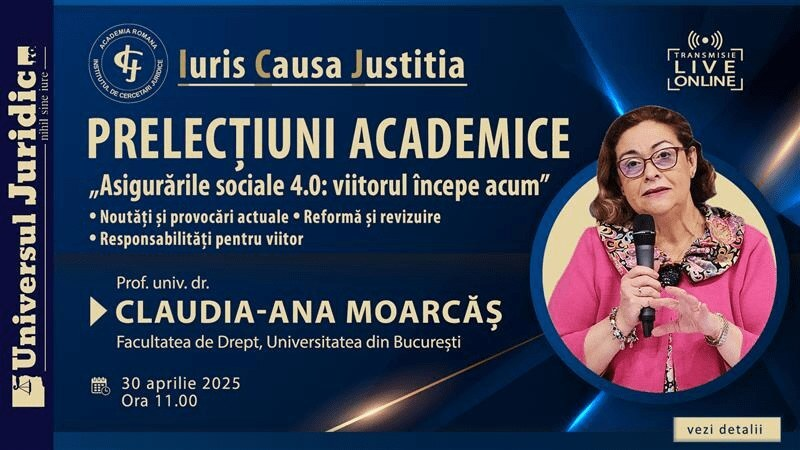 Universul Juridic.ro
nihil sine iure
ACADEMIA ROMANA
INSTITUTUL DE CERCETARI JURIDICE
Iuris Causa Justitia
TRANSMISIE
LIVE
ONLINE
PRELECȚIUNI ACADEMICE
„Asigurările sociale 4.0: viitorul începe acum”
• Noutăți și provocări actuale • Reformă și revizuire
• Responsabilități pentru viitor
Prof. univ. dr.
CLAUDIA-ANA MOARCĂȘ
Facultatea de Drept, Universitatea din București
30 aprilie 2025
Ora 11.00
vezi detalii